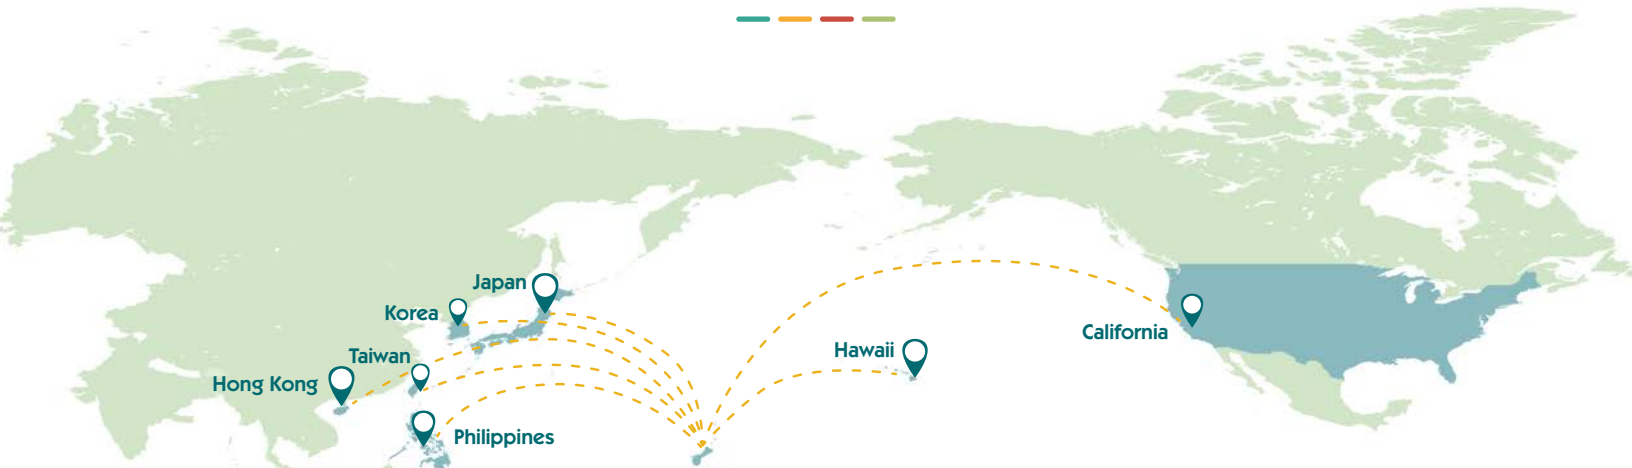 Japan
Korea
Taiwan
Hong Kong
Philippines
Hawaii
California